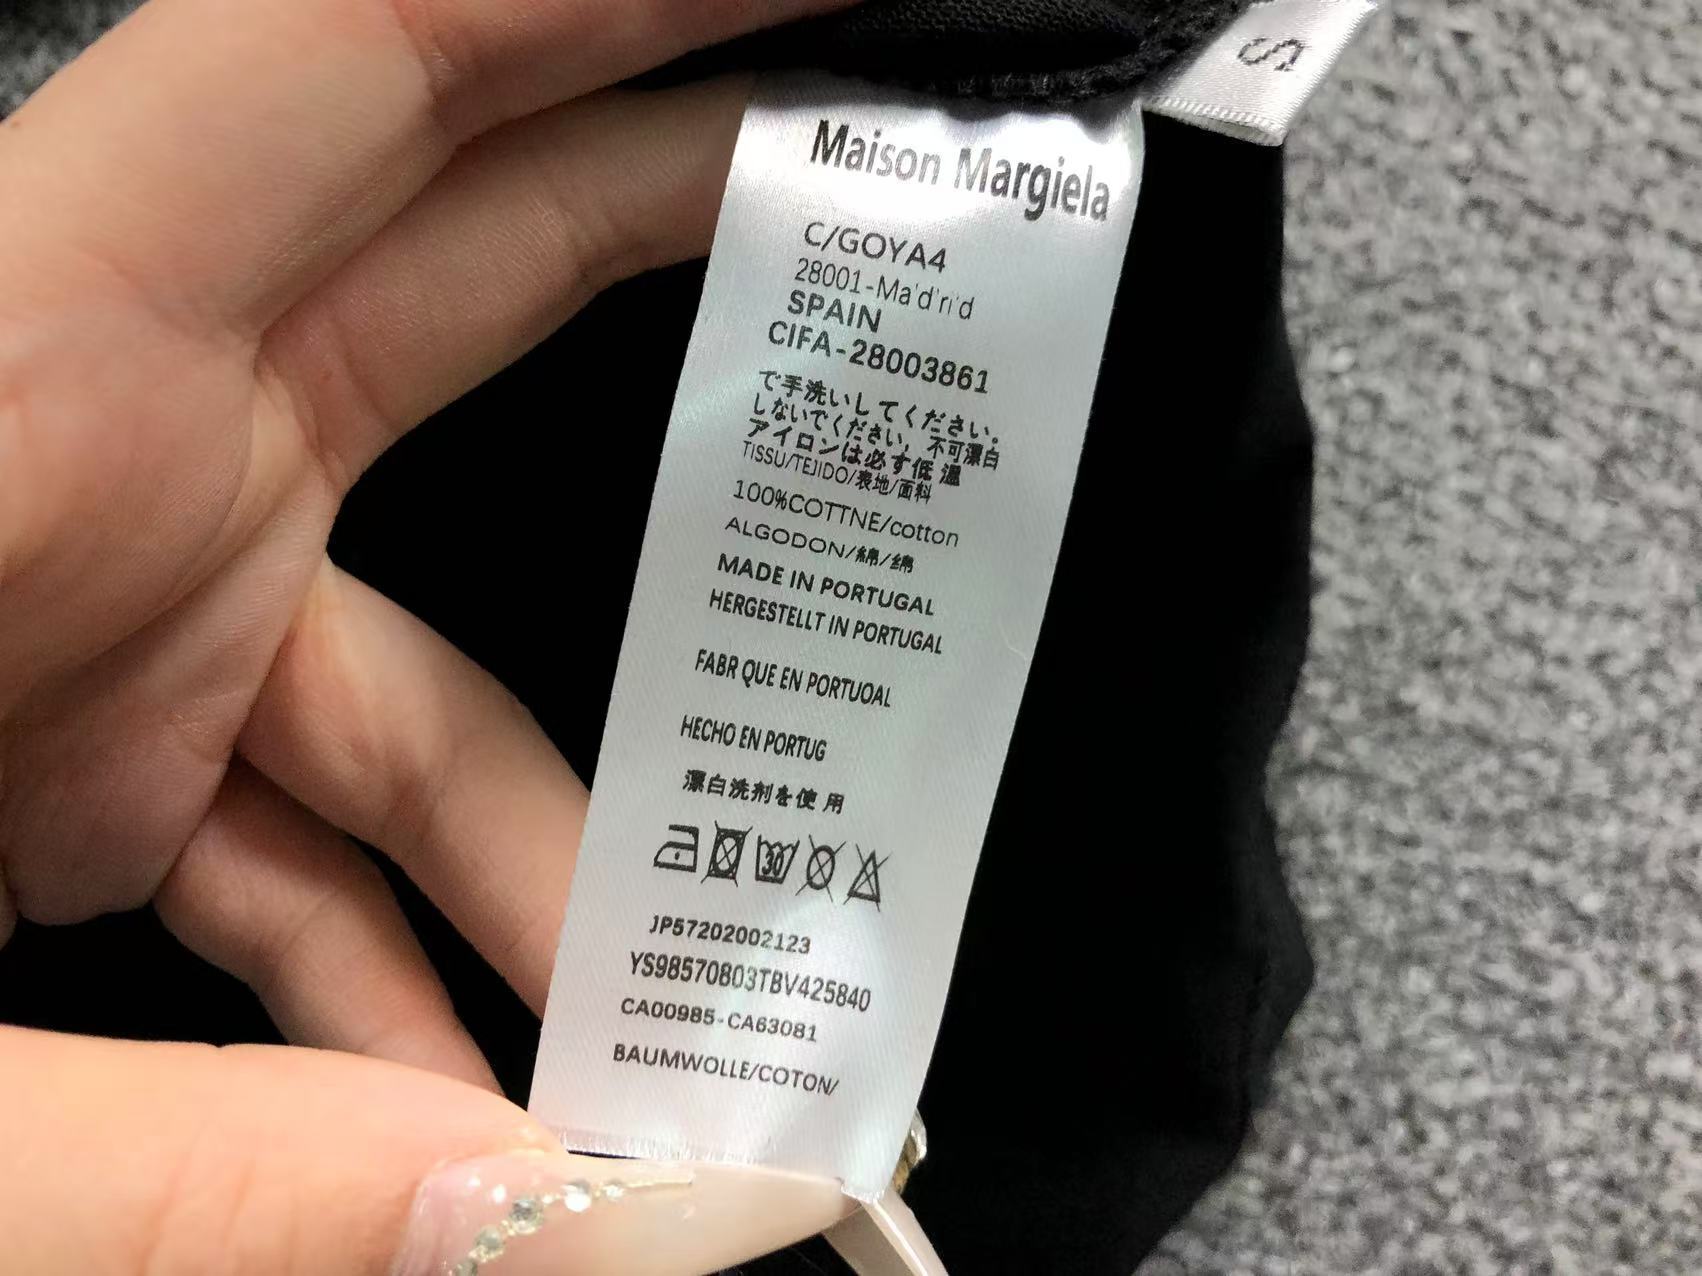 S
Maison Margiela
C/GOYA4
28001-Ma'd'ri'd
SPAIN
CIFA-28003861
で手洗いしてください。
しないでください, 不可漂白
アイロンは必ず低 温
TISSU/TEJIDO/表地/面料
100%COTTNE/cotton
ALGODON/綿/绵
MADE IN PORTUGAL
HERGESTELLT IN PORTUGAL
FABR QUE EN PORTUOAL
HECHO EN PORTUG
漂白洗剤を使 用
30
JP57202002123
YS98570803TBV425840
CA00985-CA63081
BAUMWOLLE/COTON/